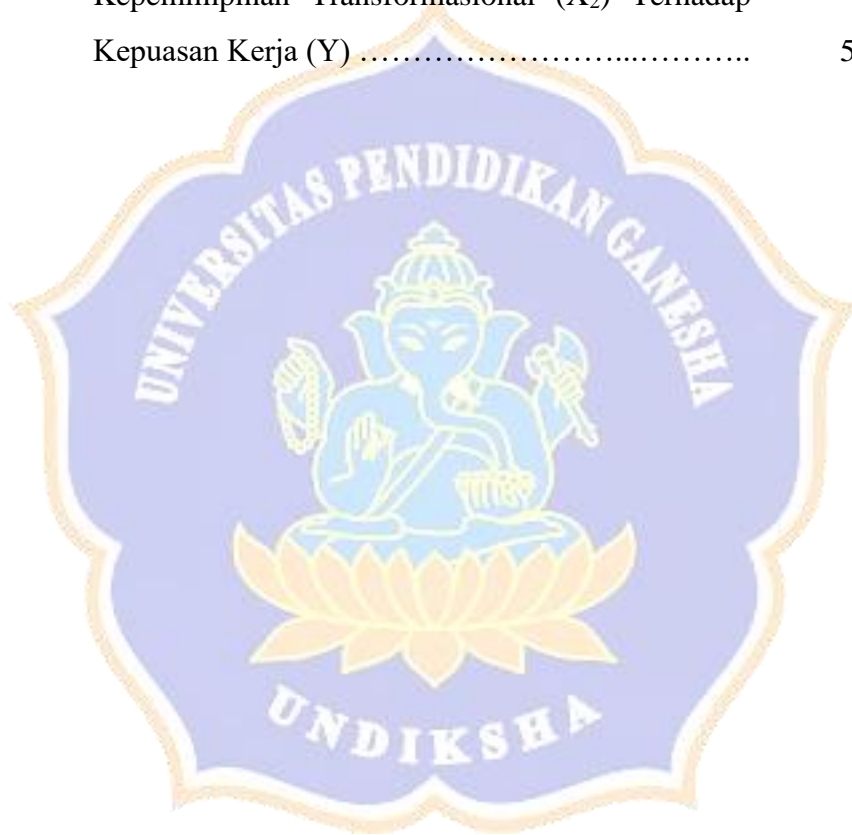 Kepemimpinan Transformasional (X₂) Terhadap
Kepuasan Kerja (Y) ……………………...……….. 5
UNIVERSITAS PENDIDIKAN GANESHA
UNDIKSHA